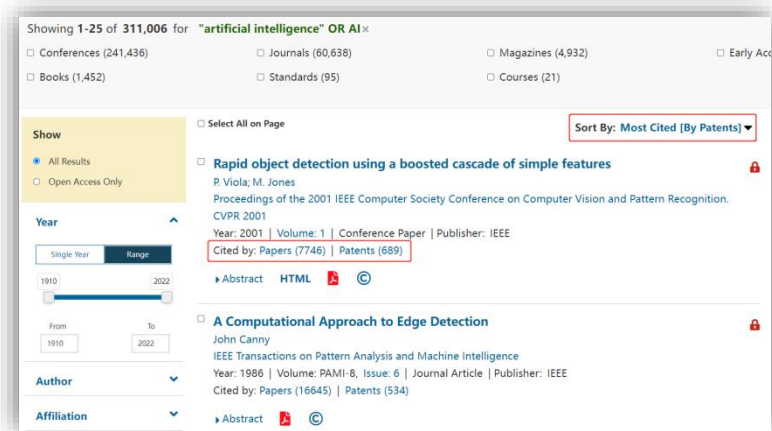 Showing 1-25 of 311,006 for "artificial intelligence" OR AI ×
Conferences (241,436) Journals (60,638) Magazines (4,932) Early Acc
Books (1,452) Standards (95) Courses (21)
Show
All Results
Open Access Only
Year
Single Year Range
1910 2022
From To
1910 2022
Author
Affiliation
Select All on Page
Sort By: Most Cited [By Patents]
Rapid object detection using a boosted cascade of simple features
P. Viola; M. Jones
Proceedings of the 2001 IEEE Computer Society Conference on Computer Vision and Pattern Recognition.
CVPR 2001
Year: 2001 | Volume: 1 | Conference Paper | Publisher: IEEE
Cited by: Papers (7746) | Patents (689)
Abstract HTML ©
A Computational Approach to Edge Detection
John Canny
IEEE Transactions on Pattern Analysis and Machine Intelligence
Year: 1986 | Volume: PAMI-8, Issue: 6 | Journal Article | Publisher: IEEE
Cited by: Papers (16645) | Patents (534)
Abstract ©